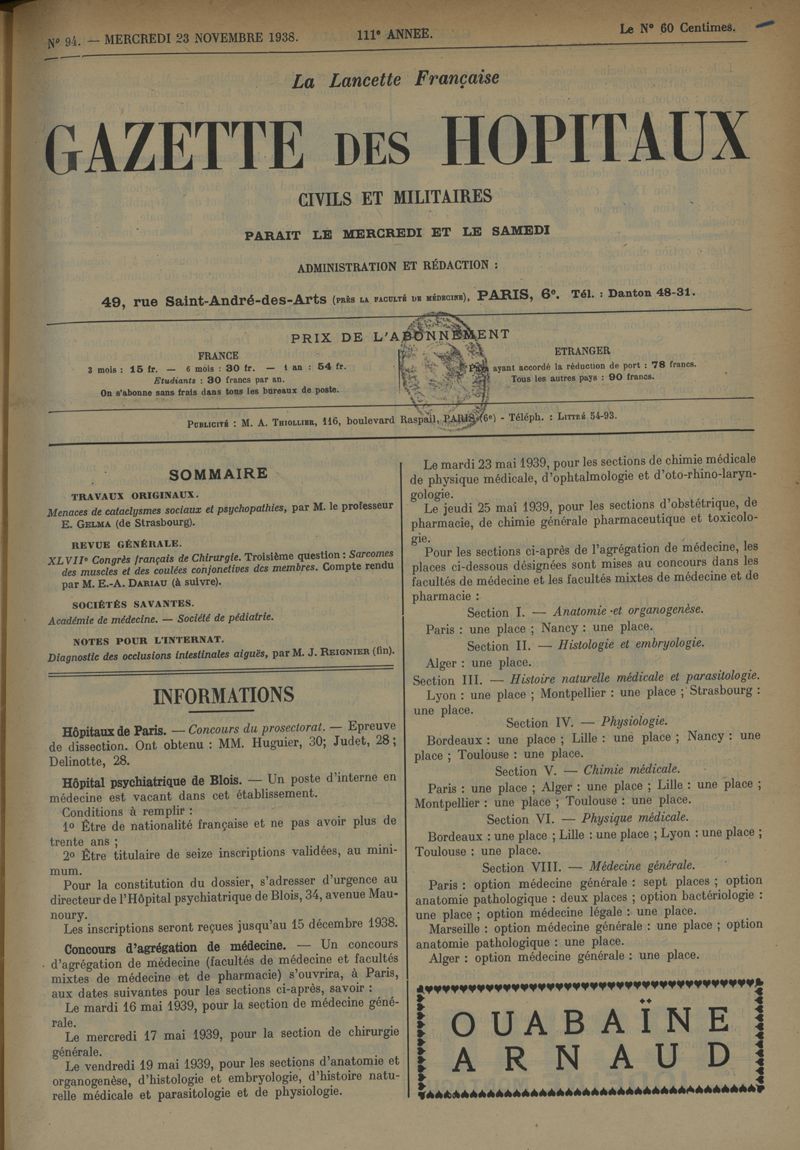 Nº 94. — MERCREDI 23 NOVEMBRE 1938.
111e ANNEE.
Le Nº 60 Centimes.
La Lancette Française
GAZETTE DES HOPITAUX
CIVILS ET MILITAIRES
PARAIT LE MERCREDI ET LE SAMEDI
ADMINISTRATION ET RÉDACTION :
49, rue Saint-André-des-Arts (PRÈS LA FACULTÉ DE MÉDECINE), PARIS, 6e. Tél. : Danton 48-31.
PRIX DE L'ABONNEMENT
FRANCE
3 mois : 15 fr. — 6 mois : 30 fr. — 1 an : 54 fr.
Etudiants : 30 francs par an.
On s'abonne sans frais dans tous les bureaux de poste.
ETRANGER
ayant accordé la réduction de port : 78 francs.
Tous les autres pays : 90 francs.
PUBLICITÉ : M. A. THIOLLIER, 116, boulevard Raspail, PARIS (6e) - Téléph. : LITTRÉ 54-93.
SOMMAIRE
TRAVAUX ORIGINAUX.
Menaces de cataclysmes sociaux et psychopathies, par M. le professeur
E. GELMA (de Strasbourg).
REVUE GÉNÉRALE.
XLVIIe Congrès français de Chirurgie. Troisième question : Sarcomes
des muscles et des coulées conjonctives des membres. Compte rendu
par M. E.-A. DARIAU (à suivre).
SOCIÉTÉS SAVANTES.
Académie de médecine. — Société de pédiatrie.
NOTES POUR L'INTERNAT.
Diagnostic des occlusions intestinales aiguës, par M. J. REIGNIER (fin).
INFORMATIONS
Hôpitaux de Paris. — Concours du prosectorat. — Epreuve
de dissection. Ont obtenu : MM. Huguier, 30; Judet, 28 ;
Delinotte, 28.
Hôpital psychiatrique de Blois. — Un poste d'interne en
médecine est vacant dans cet établissement.
Conditions à remplir :
1o Être de nationalité française et ne pas avoir plus de
trente ans ;
2o Être titulaire de seize inscriptions validées, au mini-
mum.
Pour la constitution du dossier, s'adresser d'urgence au
directeur de l'Hôpital psychiatrique de Blois, 34, avenue Mau-
noury.
Les inscriptions seront reçues jusqu'au 15 décembre 1938.
Concours d'agrégation de médecine. — Un concours
d'agrégation de médecine (facultés de médecine et facultés
mixtes de médecine et de pharmacie) s'ouvrira, à Paris,
aux dates suivantes pour les sections ci-après, savoir :
Le mardi 16 mai 1939, pour la section de médecine géné-
rale.
Le mercredi 17 mai 1939, pour la section de chirurgie
générale.
Le vendredi 19 mai 1939, pour les sections d'anatomie et
organogenèse, d'histologie et embryologie, d'histoire natu-
relle médicale et parasitologie et de physiologie.
Le mardi 23 mai 1939, pour les sections de chimie médicale
de physique médicale, d'ophtalmologie et d'oto-rhino-laryn-
gologie.
Le jeudi 25 mai 1939, pour les sections d'obstétrique, de
pharmacie, de chimie générale pharmaceutique et toxicolo-
gie.
Pour les sections ci-après de l'agrégation de médecine, les
places ci-dessous désignées sont mises au concours dans les
facultés de médecine et les facultés mixtes de médecine et de
pharmacie :
Section I. — Anatomie et organogenèse.
Paris : une place ; Nancy : une place.
Section II. — Histologie et embryologie.
Alger : une place.
Section III. — Histoire naturelle médicale et parasitologie.
Lyon : une place ; Montpellier : une place ; Strasbourg :
une place.
Section IV. — Physiologie.
Bordeaux : une place ; Lille : une place ; Nancy : une
place ; Toulouse : une place.
Section V. — Chimie médicale.
Paris : une place ; Alger : une place ; Lille : une place ;
Montpellier : une place ; Toulouse : une place.
Section VI. — Physique médicale.
Bordeaux : une place ; Lille : une place ; Lyon : une place ;
Toulouse : une place.
Section VIII. — Médecine générale.
Paris : option médecine générale : sept places ; option
anatomie pathologique : deux places ; option bactériologie :
une place ; option médecine légale : une place.
Marseille : option médecine générale : une place ; option
anatomie pathologique : une place.
Alger : option médecine générale : une place.
OUABAÏNE
ARNAUD